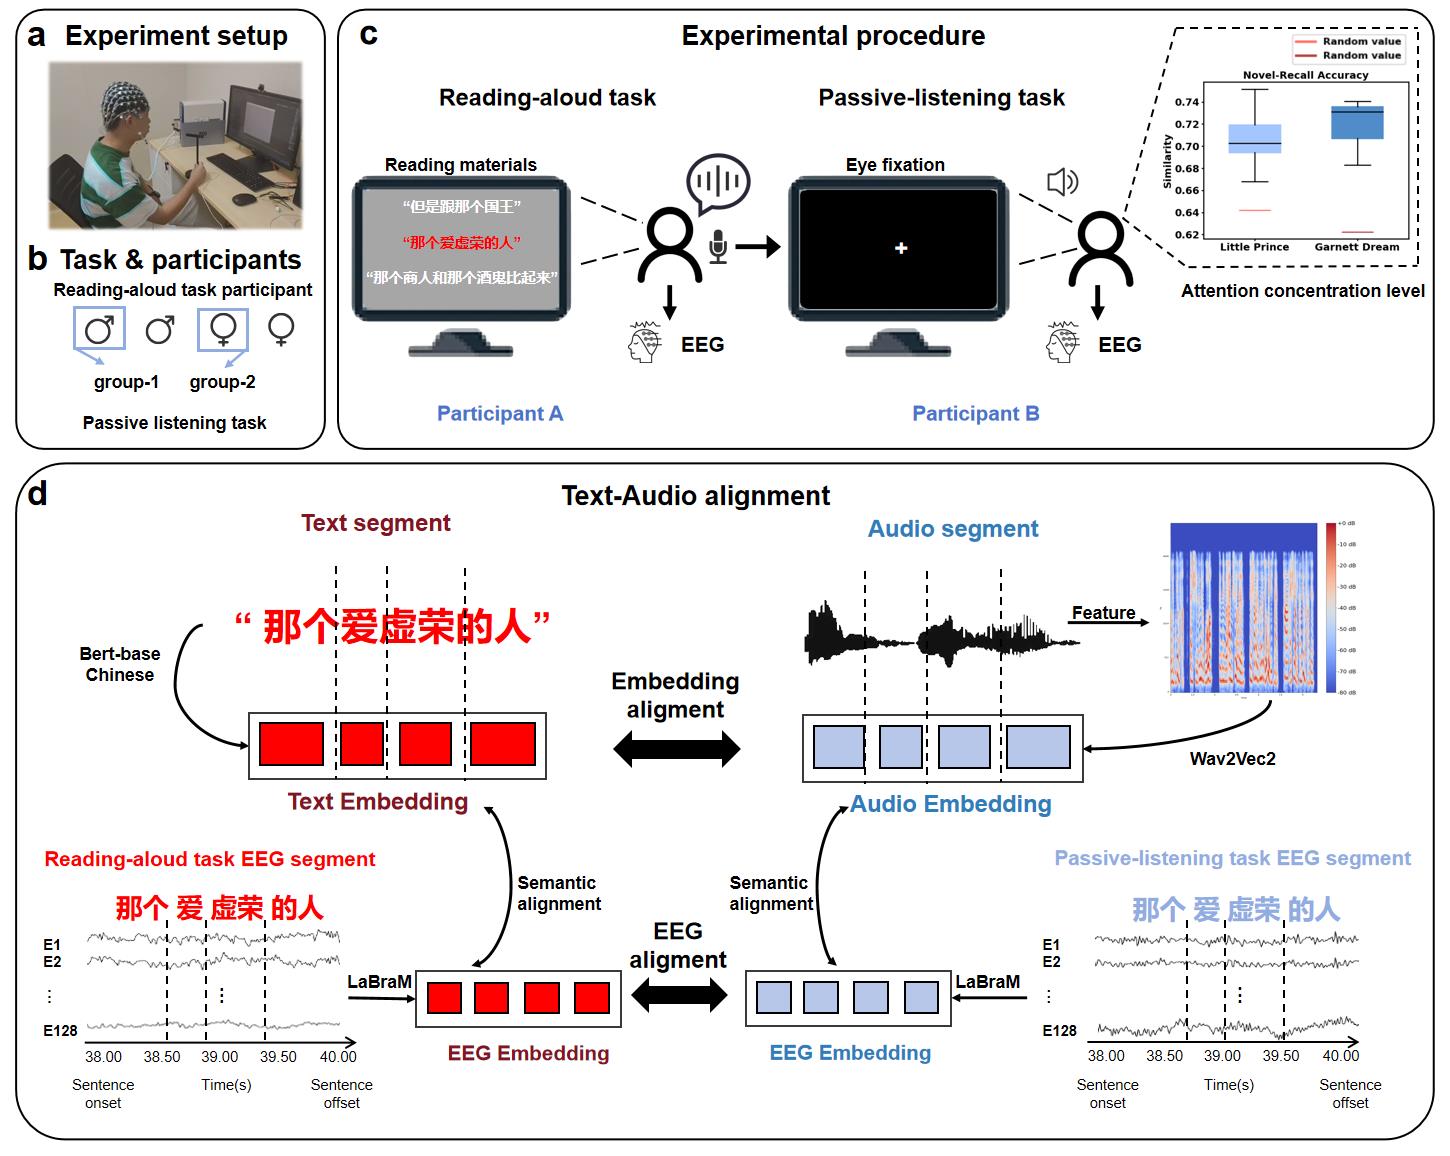 a Experiment setup
b Task & participants
Reading-aloud task participant
group-1 group-2
Passive listening task
c Experimental procedure
Reading-aloud task
Reading materials
“但是跟那个国王”
“那个爱虚荣的人”
“那个商人和那个酒鬼比起来”
EEG
Participant A
Passive-listening task
Eye fixation
EEG
Participant B
Random value
Random value
Novel-Recall Accuracy
Similarity
0.74
0.72
0.70
0.68
0.66
0.64
0.62
Little Prince Garnett Dream
Attention concentration level
d Text-Audio alignment
Text segment
“ 那个爱虚荣的人”
Bert-base
Chinese
Text Embedding
Embedding
aligment
Audio segment
Feature
+0 dB
-10 dB
-20 dB
-30 dB
-40 dB
-50 dB
-60 dB
-70 dB
-80 dB
Wav2Vec2
Audio Embedding
Reading-aloud task EEG segment
那个 爱 虚荣 的人
E1
E2
⋮ ⋮
E128
38.00 38.50 39.00 39.50 40.00
Sentence
onset
Time(s)
Sentence
offset
LaBraM
EEG Embedding
Semantic
alignment
EEG
aligment
Semantic
alignment
EEG Embedding
LaBraM
Passive-listening task EEG segment
那个 爱 虚荣 的人
E1
E2
⋮ ⋮
E128
38.00 38.50 39.00 39.50 40.00
Sentence
onset
Time(s)
Sentence
offset